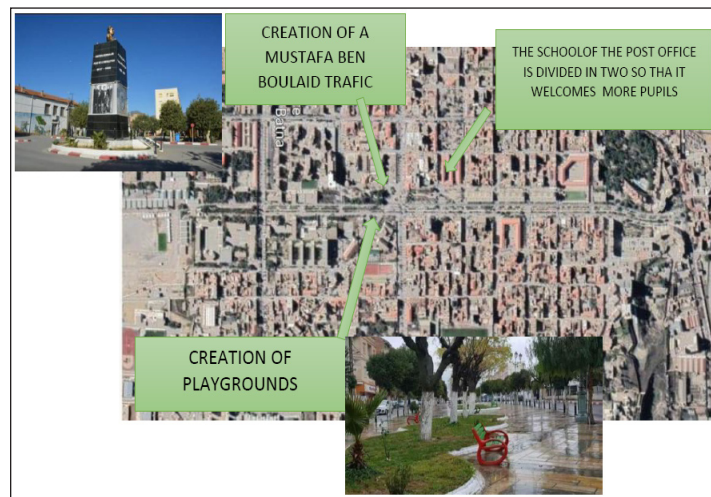 CREATION OF A
MUSTAFA BEN
BOULAID TRAFIC
THE SCHOOLOF THE POST OFFICE
IS DIVIDED IN TWO SO THA IT
WELCOMES MORE PUPILS
Batna
CREATION OF
PLAYGROUNDS